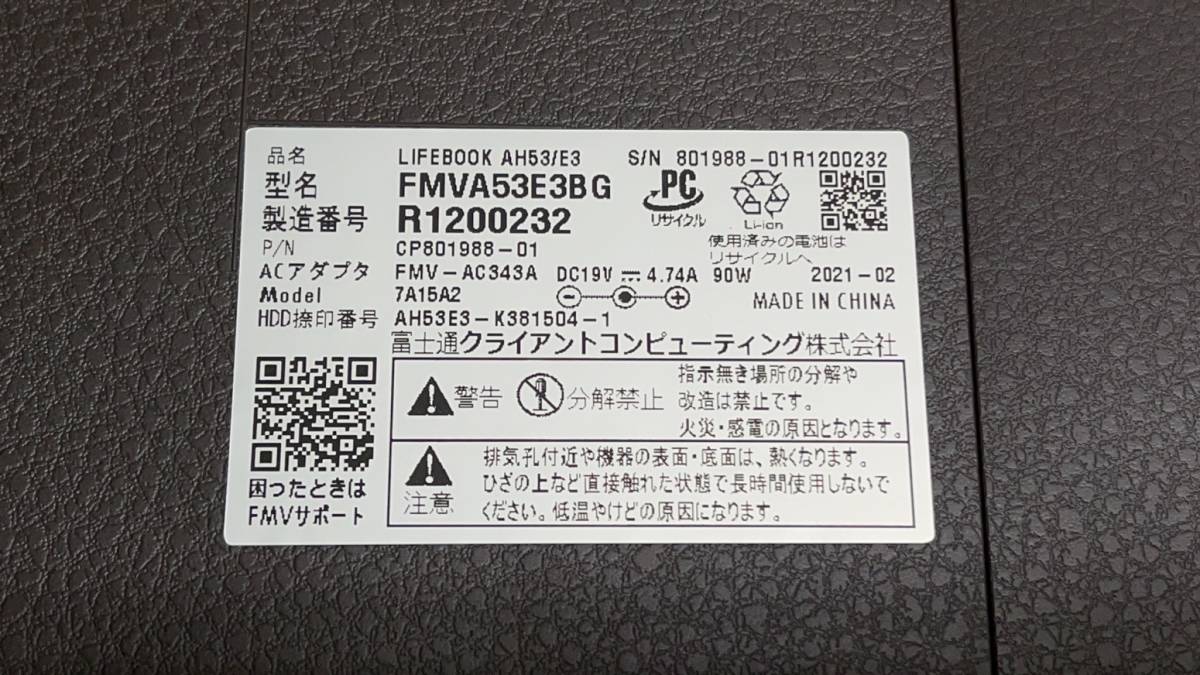 品名 LIFEBOOK AH53/E3 S/N 801988-01R1200232
型名 FMVA53E3BG
製造番号 R1200232
PC
リサイクル
Li-ion
P/N CP801988-01
使用済みの電池は
リサイクルへ
ACアダプタ FMV-AC343A DC19V 4.74A 90W 2021-02
Model 7A15A2 MADE IN CHINA
HDD捺印番号 AH53E3-K381504-1
富士通クライアントコンピューティング株式会社
警告 分解禁止
指示無き場所の分解や
改造は禁止です。
火災・感電の原因となります。
注意
排気孔付近や機器の表面・底面は、熱くなります。
ひざの上など直接触れた状態で長時間使用しないで
ください。低温やけどの原因になります。
困ったときは
FMVサポート